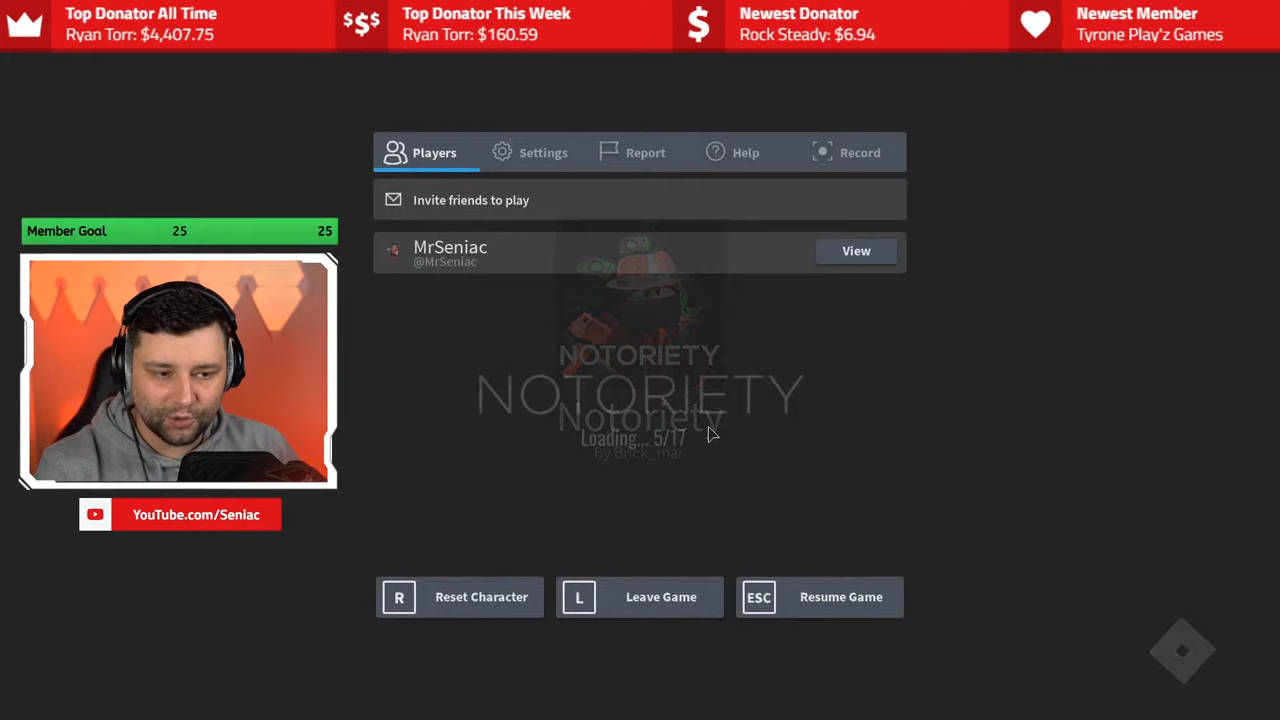 Top Donator All Time
Ryan Torr: $4,407.75
$$$
Top Donator This Week
Ryan Torr: $160.59
$
Newest Donator
Rock Steady: $6.94
Newest Member
Tyrone Play'z Games
Players
Settings
Report
Help
Record
Invite friends to play
MrSeniac
@MrSeniac
View
Member Goal 25 25
NOTORIETY
NOTORIETY
Notoriety
Loading... 5/17
By Brick_man
YouTube.com/Seniac
R Reset Character
L Leave Game
ESC Resume Game